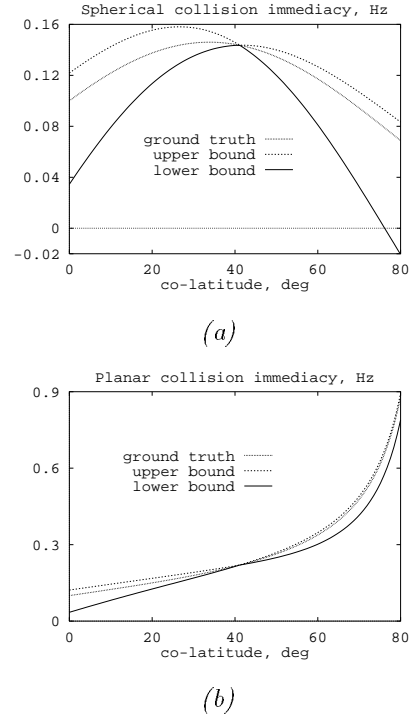 Spherical collision immediacy, Hz
0.16
0.12
0.08
0.04
0
-0.02
ground truth
upper bound
lower bound
0 20 40 60 80
co-latitude, deg
(a)
Planar collision immediacy, Hz
0.9
0.6
0.3
0
ground truth
upper bound
lower bound
0 20 40 60 80
co-latitude, deg
(b)